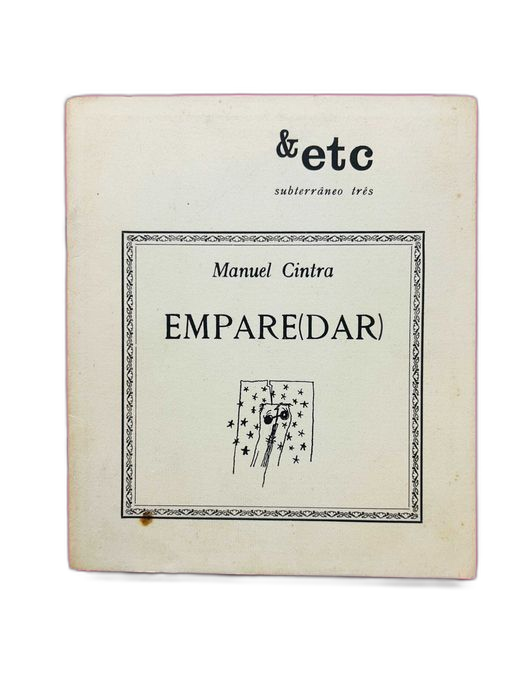 &etc
subterrâneo três
Manuel Cintra
EMPARE(DAR)